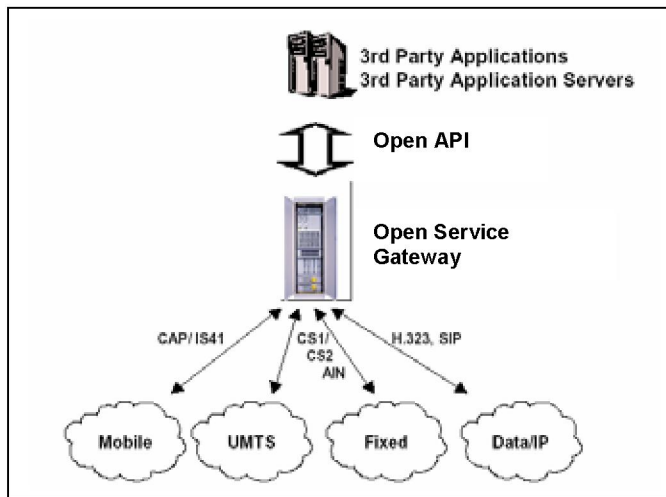 3rd Party Applications
3rd Party Application Servers
Open API
Open Service
Gateway
CAP/IS41
CS1/
CS2
AIN
H.323, SIP
Mobile
UMTS
Fixed
Data/IP